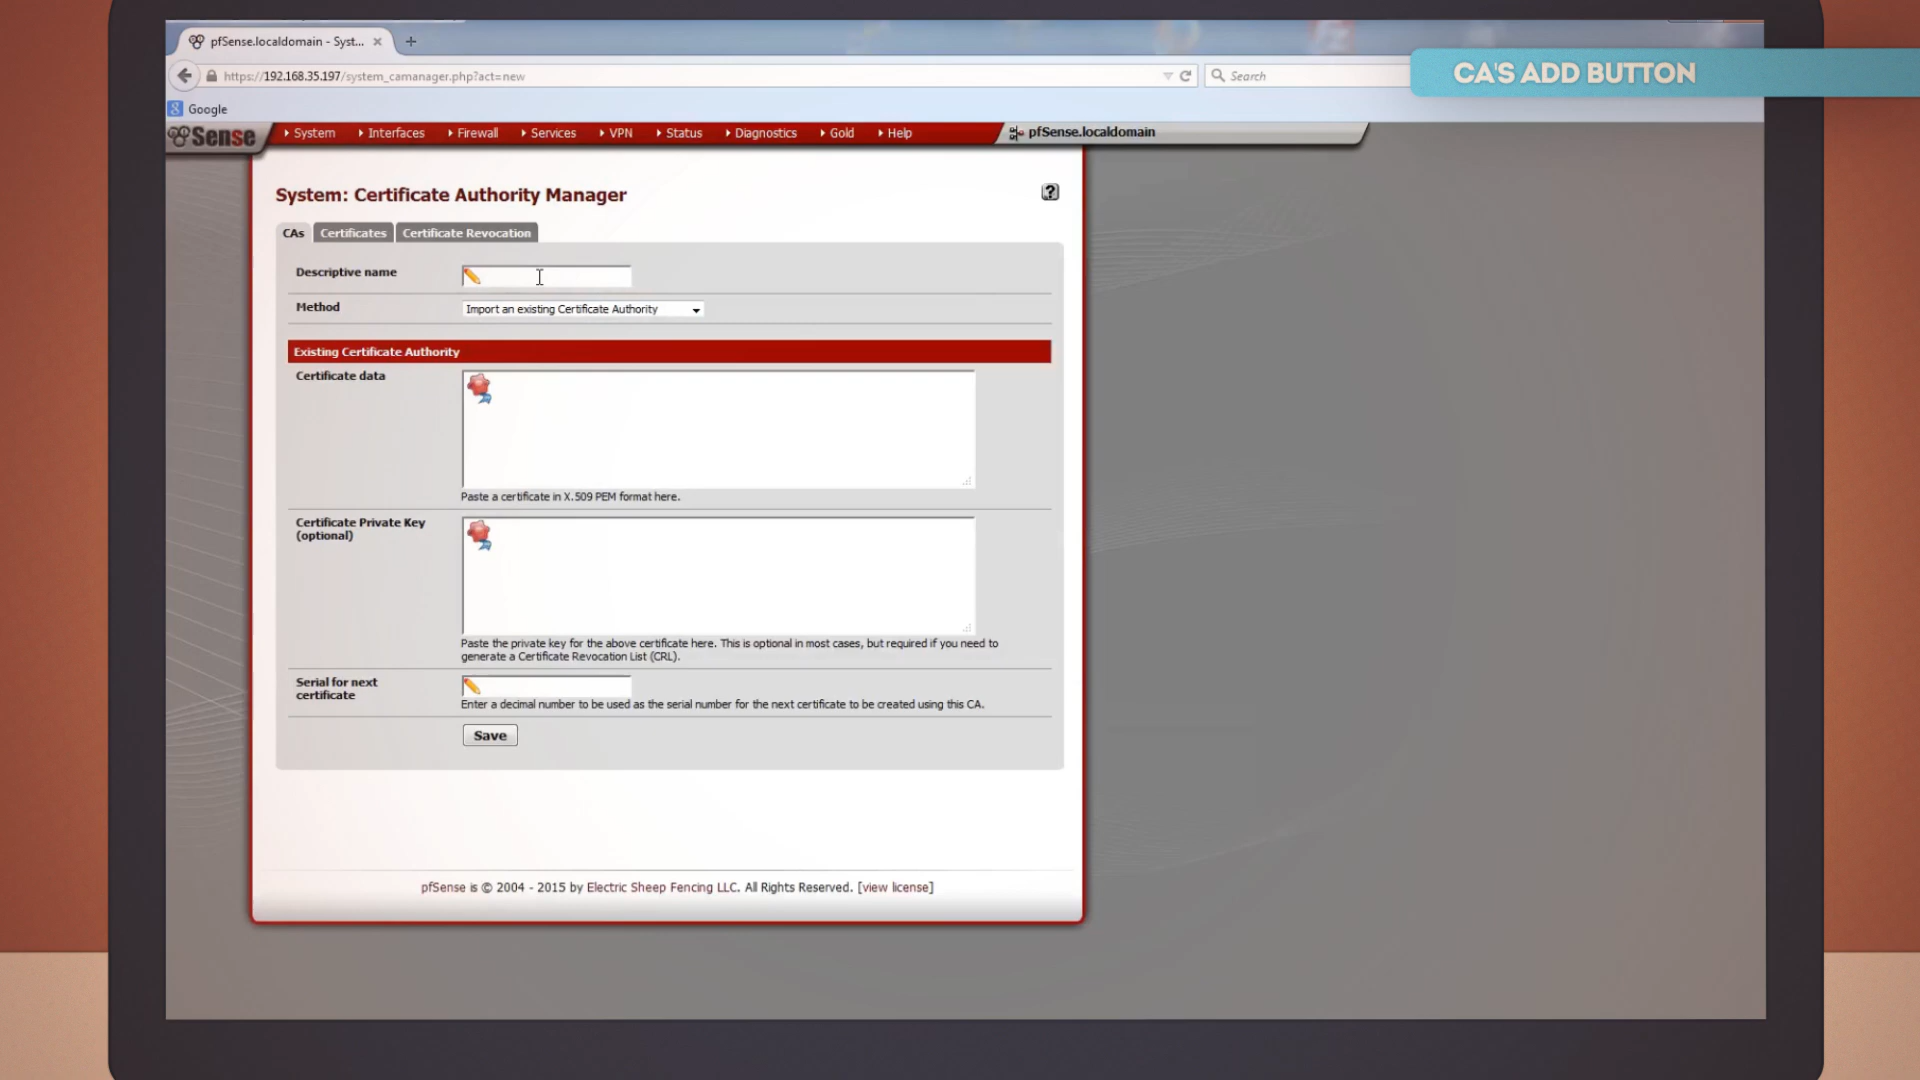 pfSense.localdomain - Syst...
https://192.168.35.197/system_camanager.php?act=new
Search
CA'S ADD BUTTON
Google
Sense
System
Interfaces
Firewall
Services
VPN
Status
Diagnostics
Gold
Help
pfSense.localdomain
System: Certificate Authority Manager
?
CAs
Certificates
Certificate Revocation
Descriptive name
Method
Import an existing Certificate Authority
Existing Certificate Authority
Certificate data
Paste a certificate in X.509 PEM format here.
Certificate Private Key
(optional)
Paste the private key for the above certificate here. This is optional in most cases, but required if you need to
generate a Certificate Revocation List (CRL).
Serial for next
certificate
Enter a decimal number to be used as the serial number for the next certificate to be created using this CA.
Save
pfSense is © 2004 - 2015 by Electric Sheep Fencing LLC. All Rights Reserved. [view license]